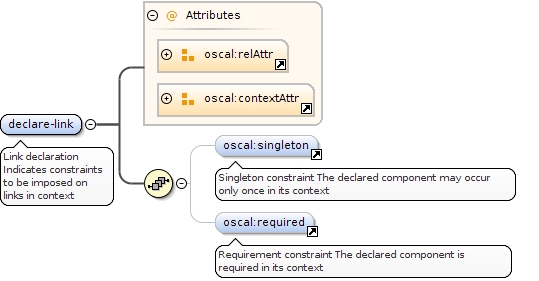 @ Attributes
oscal:relAttr
oscal:contextAttr
declare-link
Link declaration
Indicates constraints
to be imposed on
links in context
oscal:singleton
Singleton constraint The declared component may occur
only once in its context
oscal:required
Requirement constraint The declared component is
required in its context